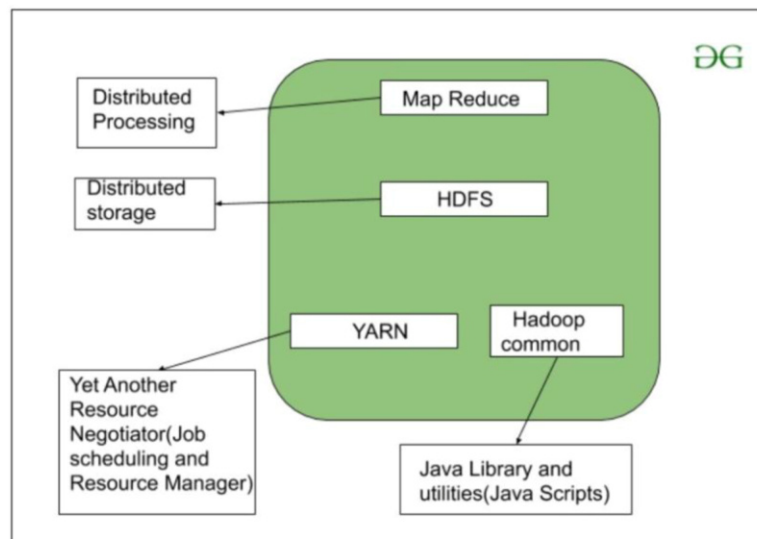 Distributed
Processing
Map Reduce
Distributed
storage
HDFS
YARN
Hadoop
common
Yet Another
Resource
Negotiator(Job
scheduling and
Resource Manager)
Java Library and
utilities(Java Scripts)